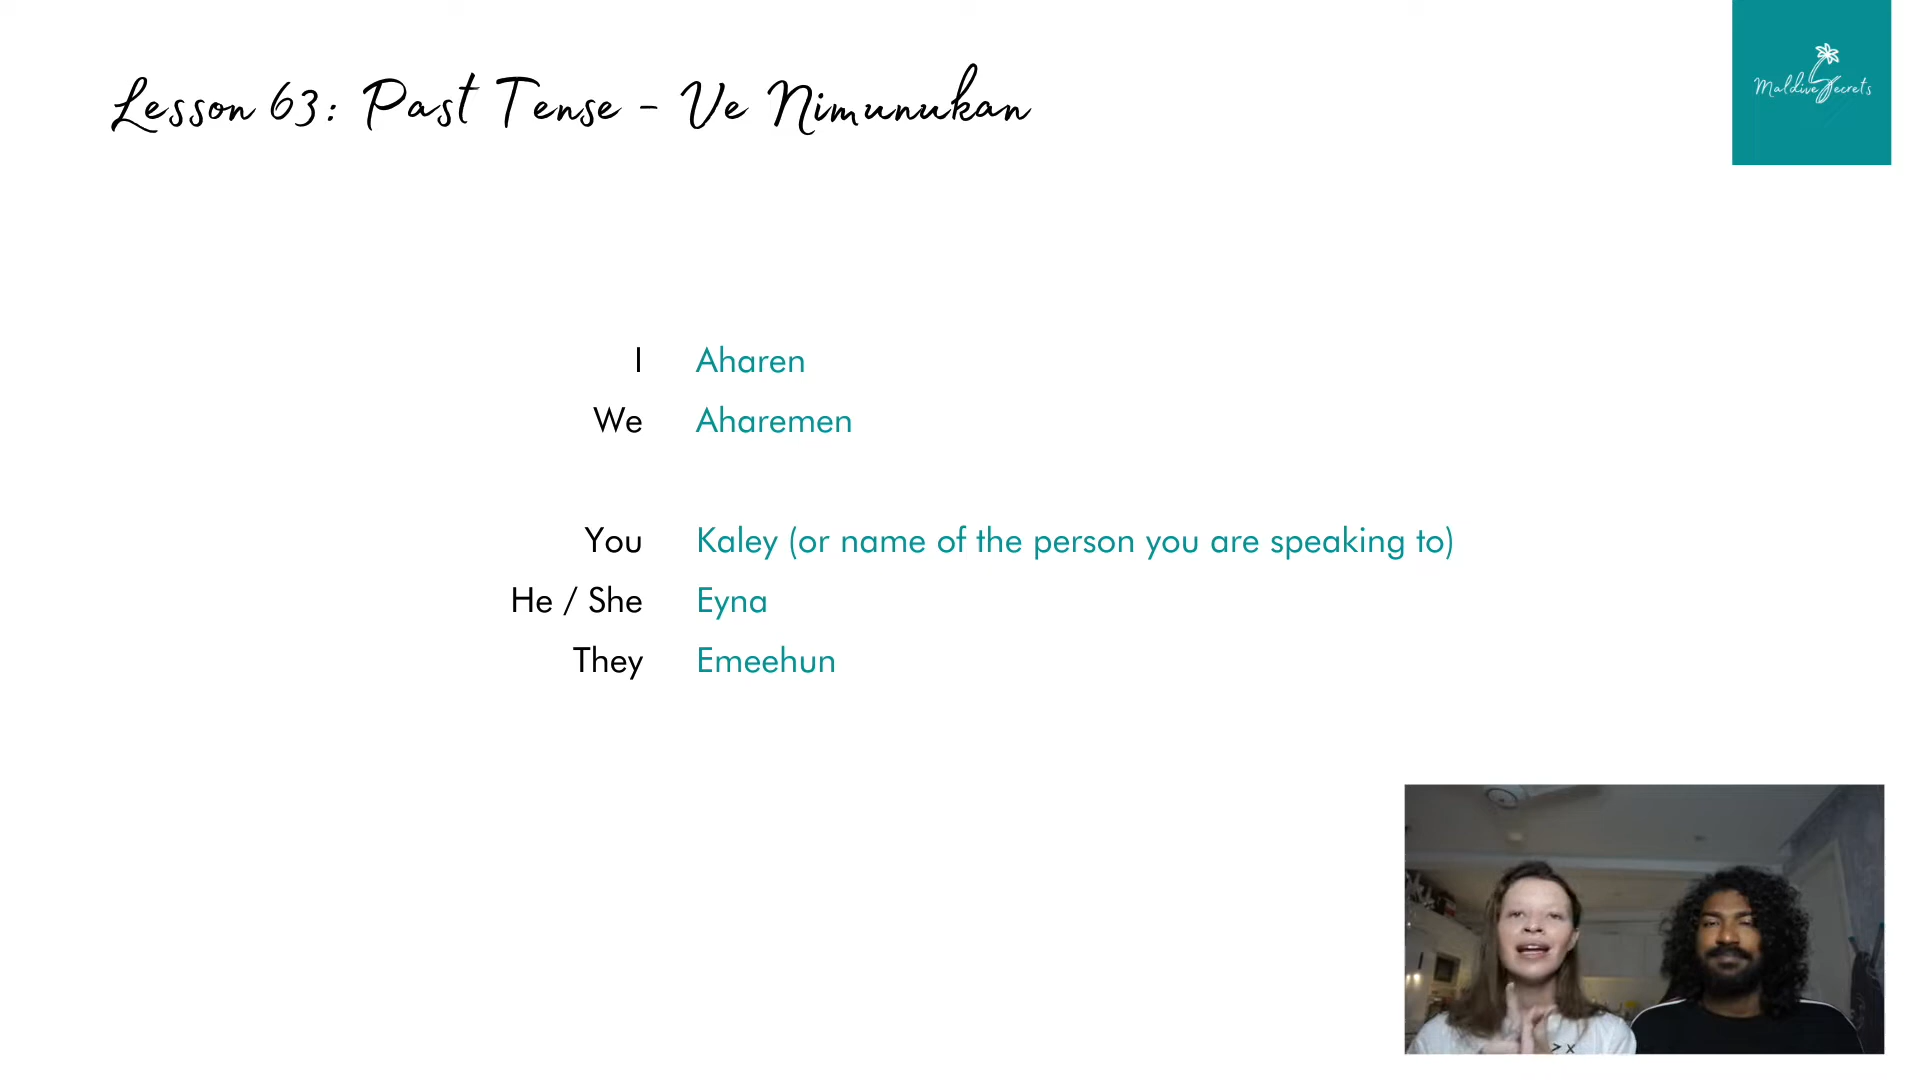 Lesson 63: Past Tense - Ve Nimunukan
Maldive Secrets
I Aharen
We Aharemen
You Kaley (or name of the person you are speaking to)
He / She Eyna
They Emeehun